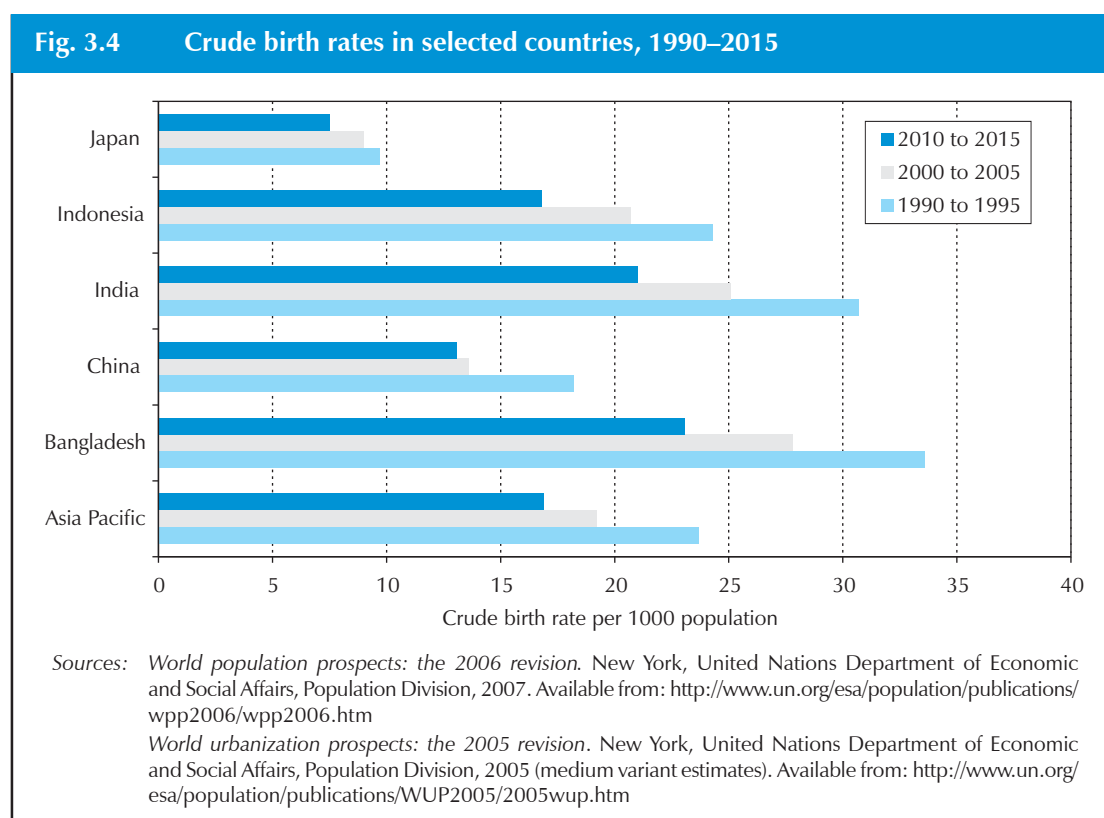 Fig. 3.4 Crude birth rates in selected countries, 1990–2015
Japan
Indonesia
India
China
Bangladesh
Asia Pacific
2010 to 2015
2000 to 2005
1990 to 1995
0 5 10 15 20 25 30 35 40
Crude birth rate per 1000 population
Sources: World population prospects: the 2006 revision. New York, United Nations Department of Economic
and Social Affairs, Population Division, 2007. Available from: http://www.un.org/esa/population/publications/
wpp2006/wpp2006.htm
World urbanization prospects: the 2005 revision. New York, United Nations Department of Economic
and Social Affairs, Population Division, 2005 (medium variant estimates). Available from: http://www.un.org/
esa/population/publications/WUP2005/2005wup.htm